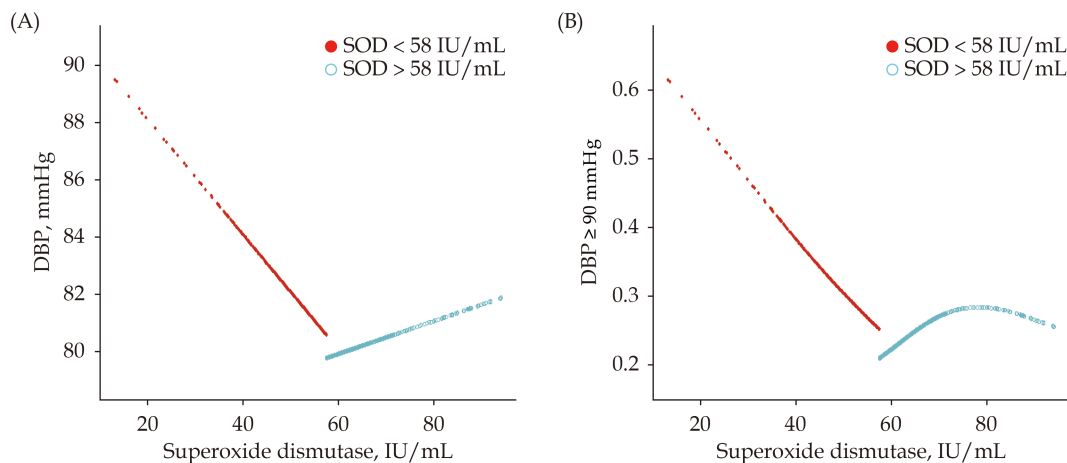 (A)
SOD < 58 IU/mL
SOD > 58 IU/mL
90
88
86
84
82
80
DBP, mmHg
20
40
60
80
Superoxide dismutase, IU/mL
(B)
SOD < 58 IU/mL
SOD > 58 IU/mL
0.6
0.5
0.4
0.3
0.2
DBP ≥ 90 mmHg
20
40
60
80
Superoxide dismutase, IU/mL